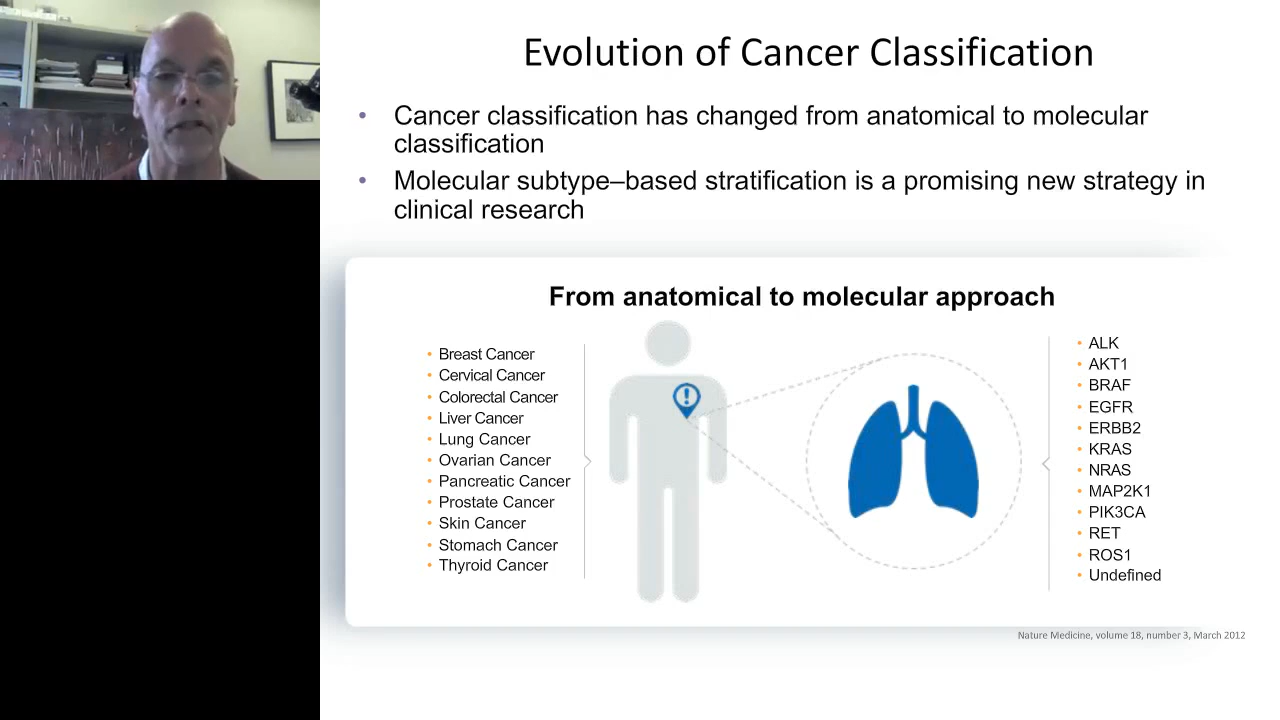 Evolution of Cancer Classification
• Cancer classification has changed from anatomical to molecular
classification
• Molecular subtype–based stratification is a promising new strategy in
clinical research
From anatomical to molecular approach
• Breast Cancer
• Cervical Cancer
• Colorectal Cancer
• Liver Cancer
• Lung Cancer
• Ovarian Cancer
• Pancreatic Cancer
• Prostate Cancer
• Skin Cancer
• Stomach Cancer
• Thyroid Cancer
• ALK
• AKT1
• BRAF
• EGFR
• ERBB2
• KRAS
• NRAS
• MAP2K1
• PIK3CA
• RET
• ROS1
• Undefined
Nature Medicine, volume 18, number 3, March 2012